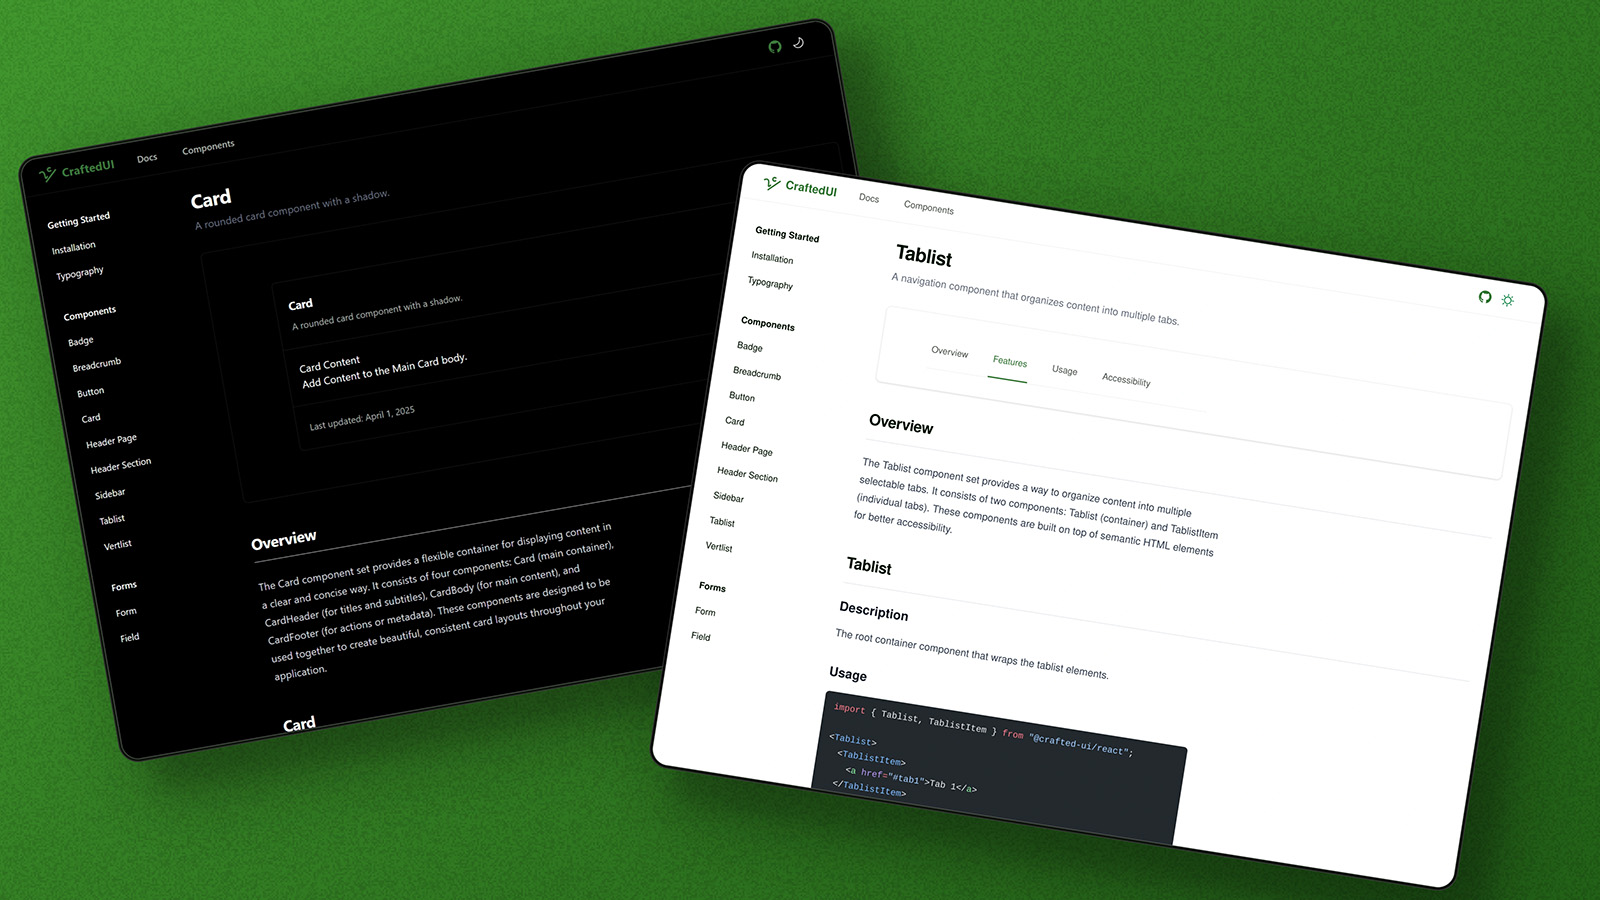 CraftedUI
Docs
Components
Getting Started
Installation
Typography
Components
Badge
Breadcrumb
Button
Card
Header Page
Header Section
Sidebar
Tablist
Vertlist
Forms
Form
Field
Card
A rounded card component with a shadow.
Card
A rounded card component with a shadow.
Card Content
Add Content to the Main Card body.
Last updated: April 1, 2025
Overview
The Card component set provides a flexible container for displaying content in
a clear and concise way. It consists of four components: Card (main container),
CardHeader (for titles and subtitles), CardBody (for main content), and
CardFooter (for actions or metadata). These components are designed to be
used together to create beautiful, consistent card layouts throughout your
application.
Card
CraftedUI
Docs
Components
Getting Started
Installation
Typography
Components
Badge
Breadcrumb
Button
Card
Header Page
Header Section
Sidebar
Tablist
Vertlist
Forms
Form
Field
Tablist
A navigation component that organizes content into multiple tabs.
Overview
Features
Usage
Accessibility
Overview
The Tablist component set provides a way to organize content into multiple
selectable tabs. It consists of two components: Tablist (container) and TablistItem
(individual tabs). These components are built on top of semantic HTML elements
for better accessibility.
Tablist
Description
The root container component that wraps the tablist elements.
Usage
import { Tablist, TablistItem } from "@crafted-ui/react";
<Tablist>
<TablistItem>
<a href="#tab1">Tab 1</a>
</TablistItem>